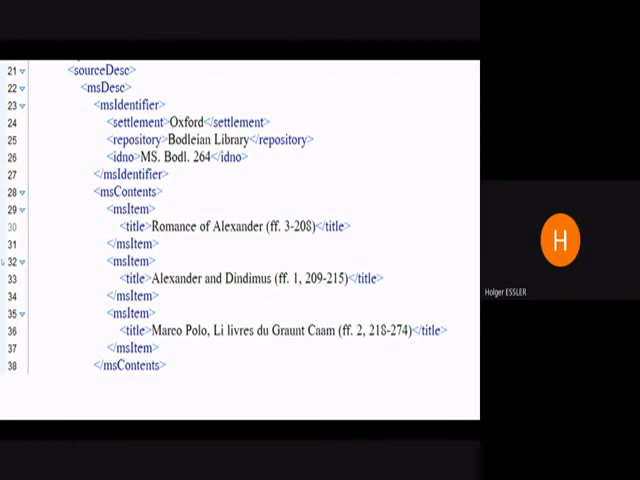 21 <sourceDesc>
22 <msDesc>
23 <msIdentifier>
24 <settlement>Oxford</settlement>
25 <repository>Bodleian Library</repository>
26 <idno>MS. Bodl. 264</idno>
27 </msIdentifier>
28 <msContents>
29 <msItem>
30 <title>Romance of Alexander (ff. 3-208)</title>
31 </msItem>
32 <msItem>
33 <title>Alexander and Dindimus (ff. 1, 209-215)</title>
34 </msItem>
35 <msItem>
36 <title>Marco Polo, Li livres du Graunt Caam (ff. 2, 218-274)</title>
37 </msItem>
38 </msContents>
H
Holger ESSLER